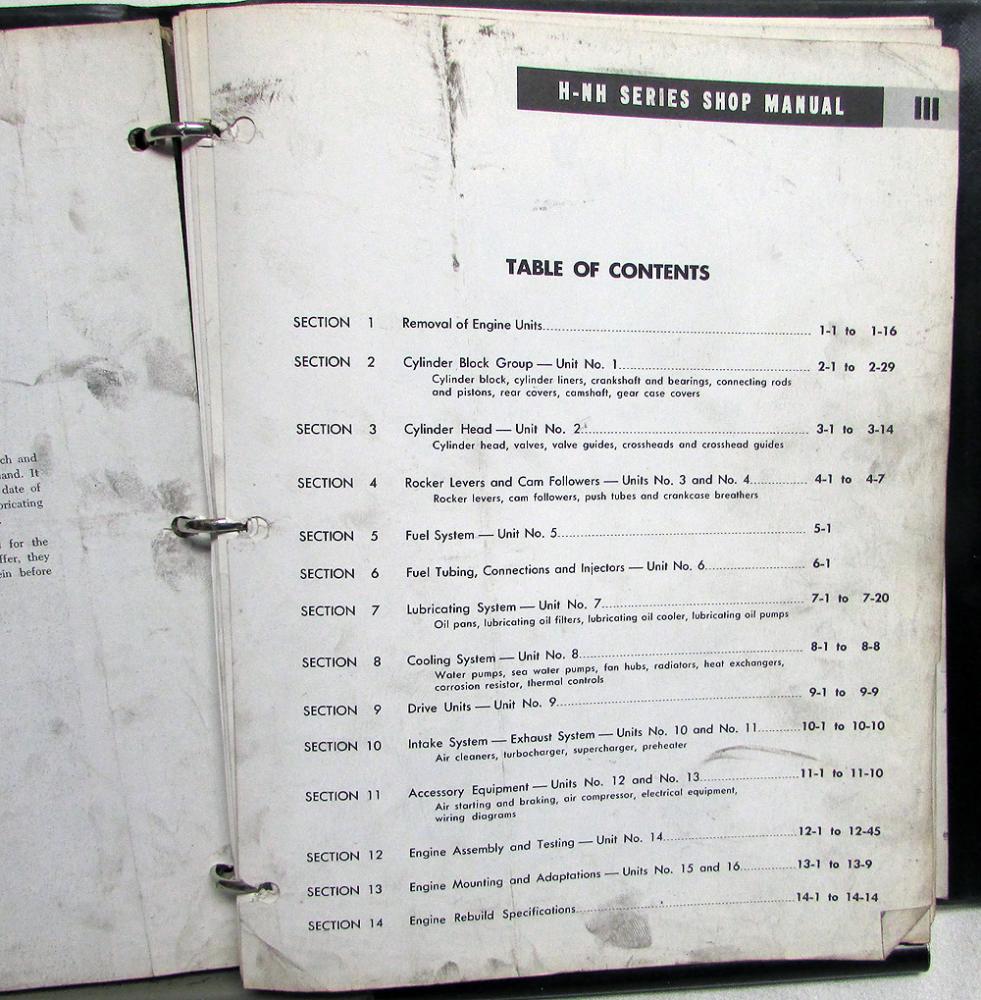 ch and
and. It
date of
bricating
for the
ffer, they
ein before
H-NH SERIES SHOP MANUAL III
TABLE OF CONTENTS
SECTION 1 Removal of Engine Units 1-1 to 1-16
SECTION 2 Cylinder Block Group — Unit No. 1 2-1 to 2-29
Cylinder block, cylinder liners, crankshaft and bearings, connecting rods
and pistons, rear covers, camshaft, gear case covers
SECTION 3 Cylinder Head — Unit No. 2 3-1 to 3-14
Cylinder head, valves, valve guides, crossheads and crosshead guides
SECTION 4 Rocker Levers and Cam Followers — Units No. 3 and No. 4 4-1 to 4-7
Rocker levers, cam followers, push tubes and crankcase breathers
SECTION 5 Fuel System — Unit No. 5 5-1
SECTION 6 Fuel Tubing, Connections and Injectors — Unit No. 6 6-1
SECTION 7 Lubricating System — Unit No. 7 7-1 to 7-20
Oil pans, lubricating oil filters, lubricating oil cooler, lubricating oil pumps
SECTION 8 Cooling System — Unit No. 8 8-1 to 8-8
Water pumps, sea water pumps, fan hubs, radiators, heat exchangers,
corrosion resistor, thermal controls
SECTION 9 Drive Units — Unit No. 9 9-1 to 9-9
SECTION 10 Intake System — Exhaust System — Units No. 10 and No. 11 10-1 to 10-10
Air cleaners, turbocharger, supercharger, preheater
SECTION 11 Accessory Equipment — Units No. 12 and No. 13 11-1 to 11-10
Air starting and braking, air compressor, electrical equipment,
wiring diagrams
SECTION 12 Engine Assembly and Testing — Unit No. 14 12-1 to 12-45
SECTION 13 Engine Mounting and Adaptations — Units No. 15 and 16 13-1 to 13-9
SECTION 14 Engine Rebuild Specifications 14-1 to 14-14